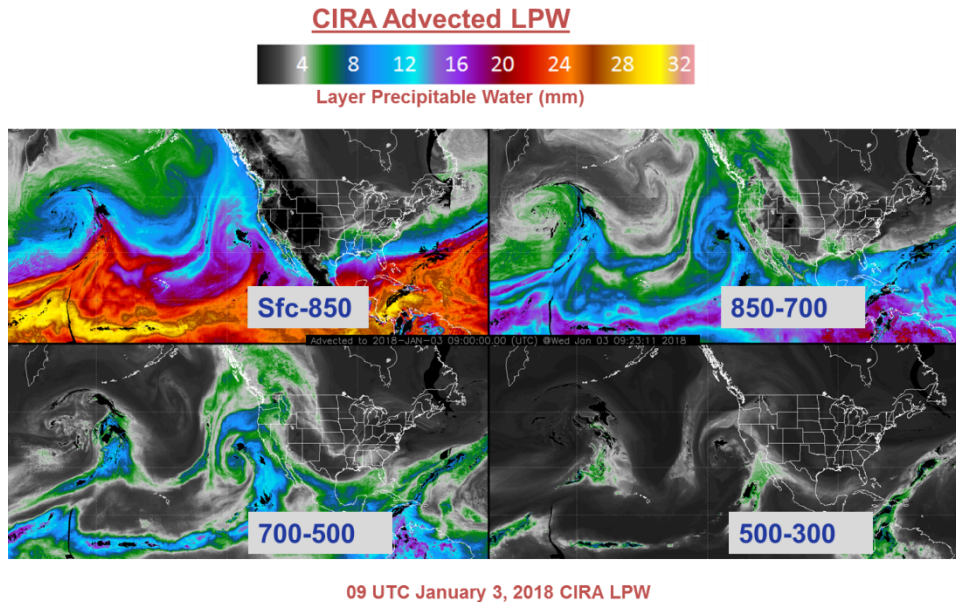 CIRA Advected LPW
4 8 12 16 20 24 28 32
Layer Precipitable Water (mm)
Sfc-850
850-700
Advected to 2018-JAN-03 09:00:00.00 (UTC) @Wed Jan 03 09:23:11 2018
700-500
500-300
09 UTC January 3, 2018 CIRA LPW